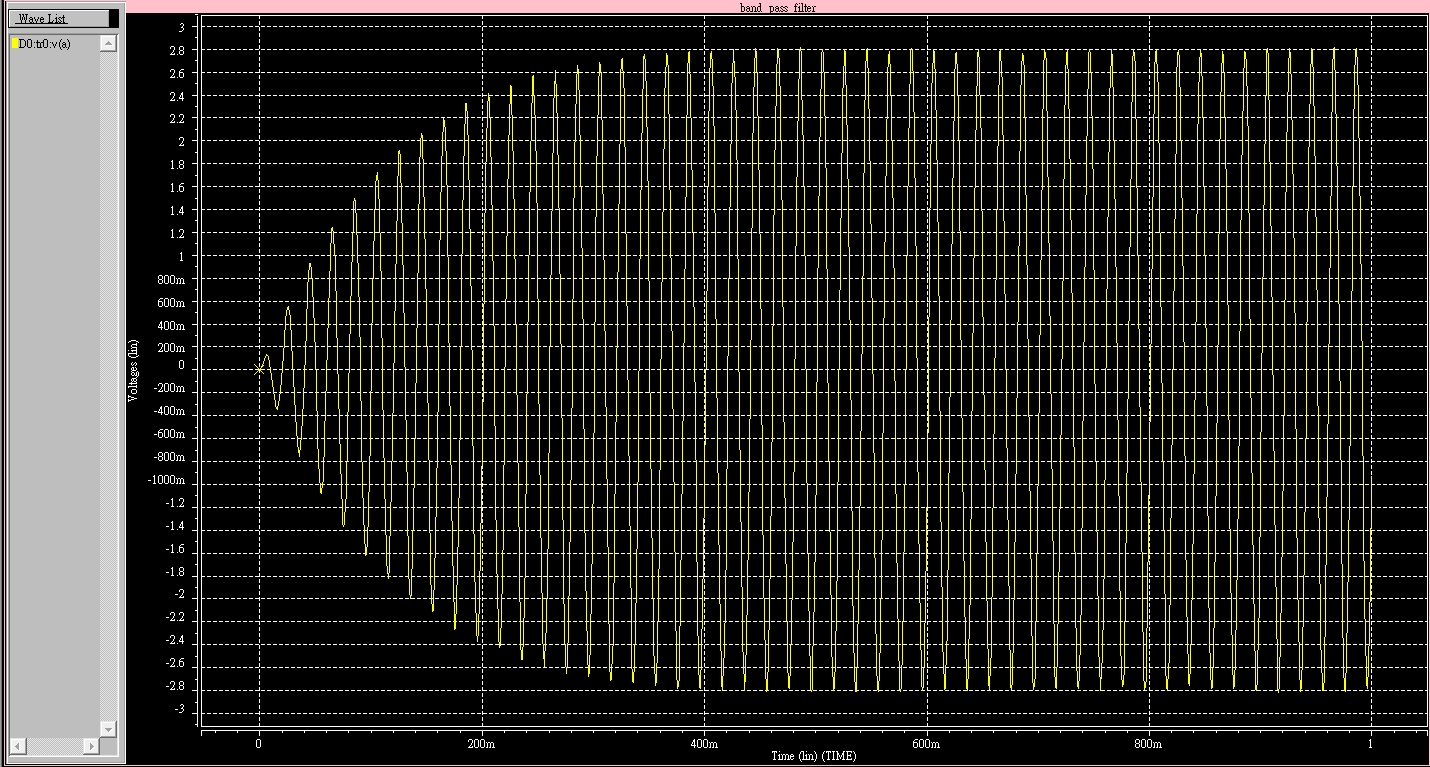 band pass filter
Wave List
D0:tr0:v(a)
3
2.8
2.6
2.4
2.2
2
1.8
1.6
1.4
1.2
1
800m
600m
400m
200m
0
-200m
-400m
-600m
-800m
-1000m
-1.2
-1.4
-1.6
-1.8
-2
-2.2
-2.4
-2.6
-2.8
-3
Voltages (lin)
0 200m 400m 600m 800m 1
Time (lin) (TIME)